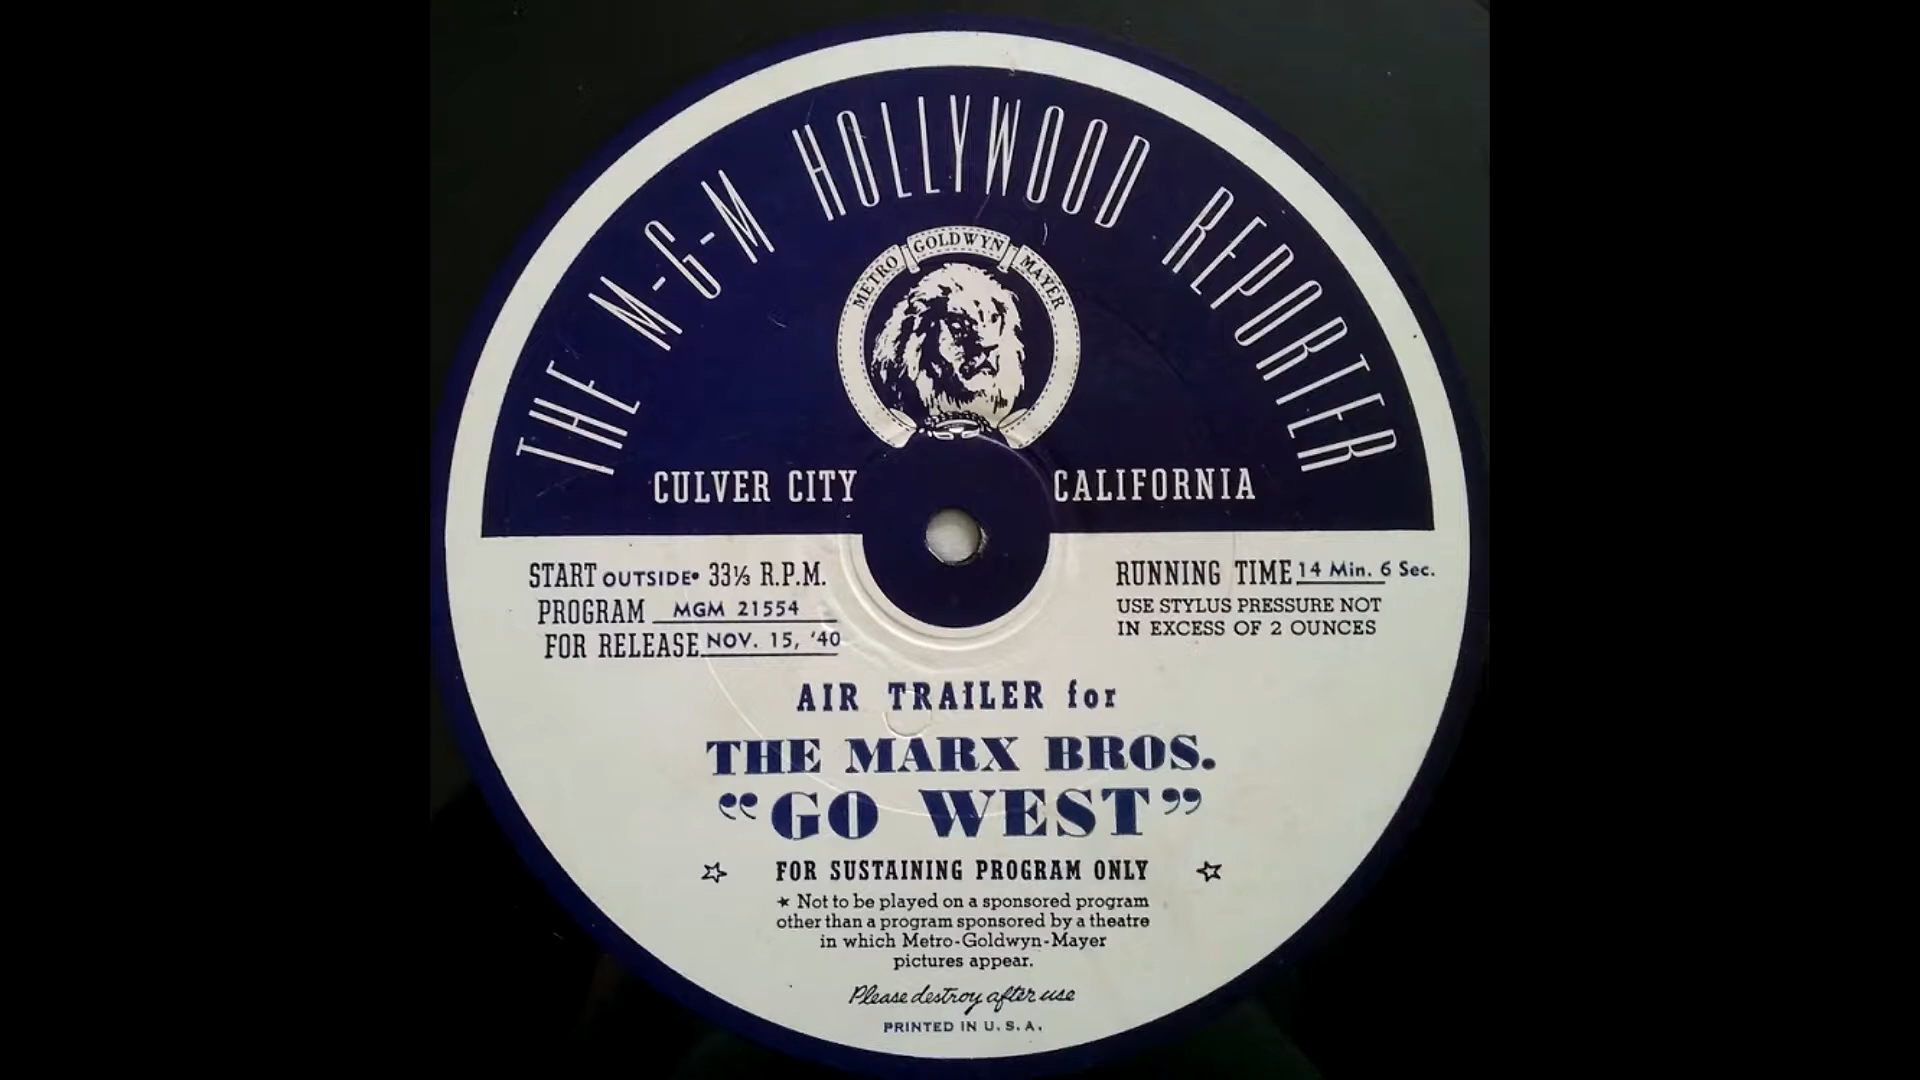 THE M-G-M HOLLYWOOD REPORTER
METRO GOLDWYN MAYER
CULVER CITY CALIFORNIA
START OUTSIDE• 33⅓ R.P.M.
PROGRAM MGM 21554
FOR RELEASE NOV. 15, '40
RUNNING TIME 14 Min. 6 Sec.
USE STYLUS PRESSURE NOT
IN EXCESS OF 2 OUNCES
AIR TRAILER for
THE MARX BROS.
“GO WEST”
☆ FOR SUSTAINING PROGRAM ONLY ☆
★ Not to be played on a sponsored program
other than a program sponsored by a theatre
in which Metro-Goldwyn-Mayer
pictures appear.
Please destroy after use
PRINTED IN U. S. A.